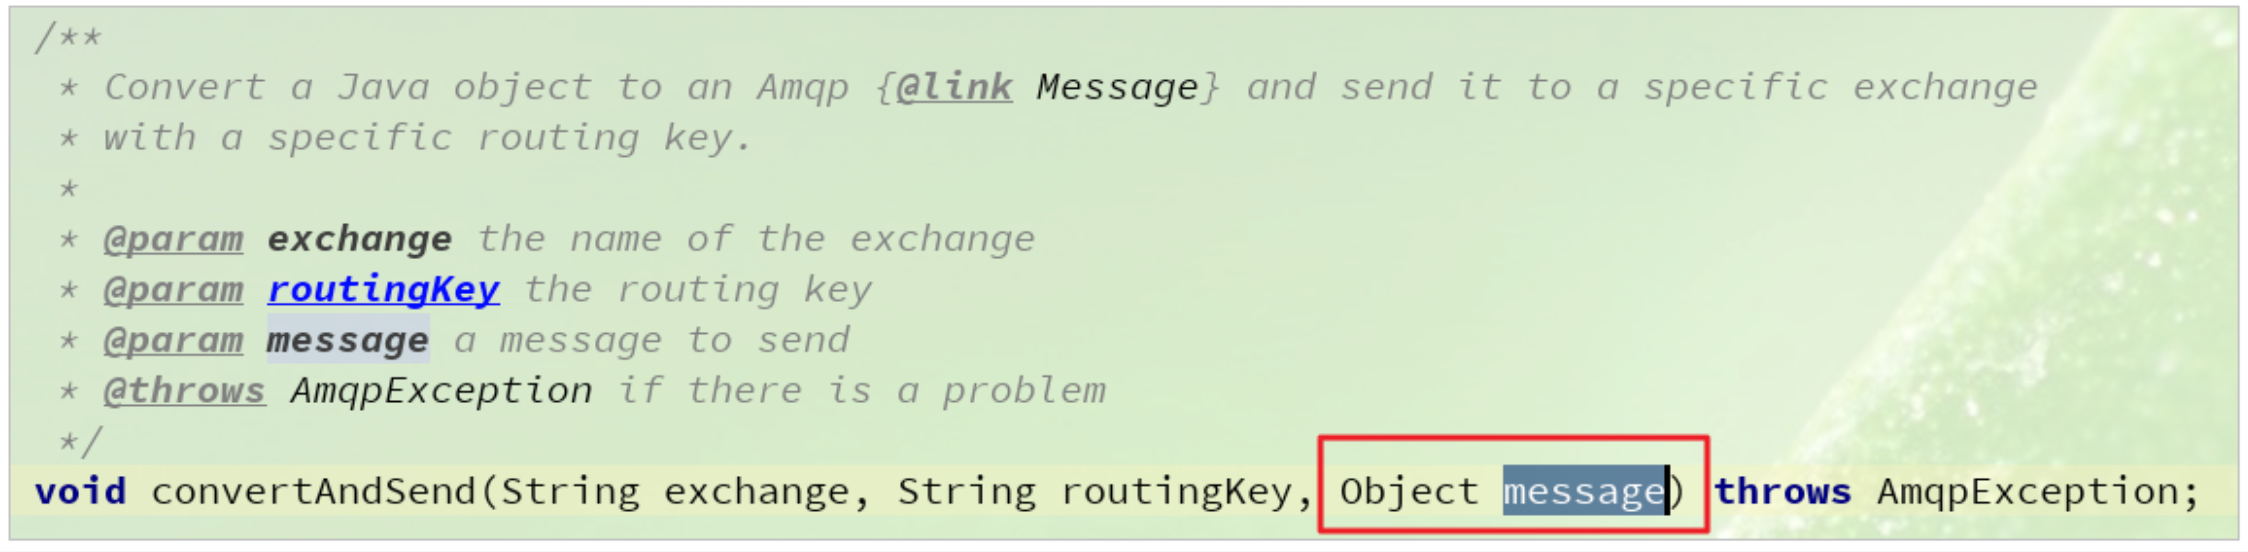 /**
 * Convert a Java object to an Amqp {@link Message} and send it to a specific exchange
 * with a specific routing key.
 *
 * @param exchange the name of the exchange
 * @param routingKey the routing key
 * @param message a message to send
 * @throws AmqpException if there is a problem
 */
void convertAndSend(String exchange, String routingKey, Object message) throws AmqpException;